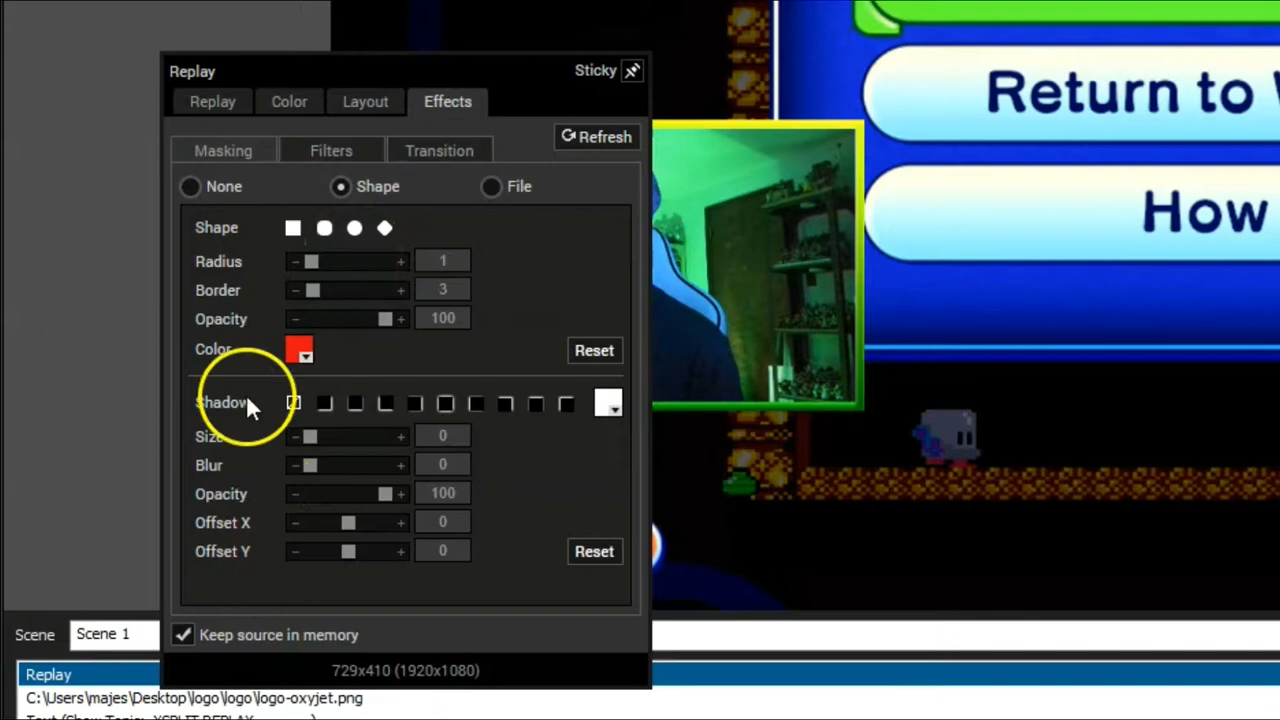 Replay
Sticky
Replay Color Layout Effects
Refresh
Masking Filters Transition
None Shape File
Shape
Radius 1
Border 3
Opacity 100
Color Reset
Shadow
Size 0
Blur 0
Opacity 100
Offset X 0
Offset Y 0 Reset
Keep source in memory
729x410 (1920x1080)
Return to
How
Scene Scene 1
Replay
C:\Users\majes\Desktop\logo\logo\logo-oxyjet.png